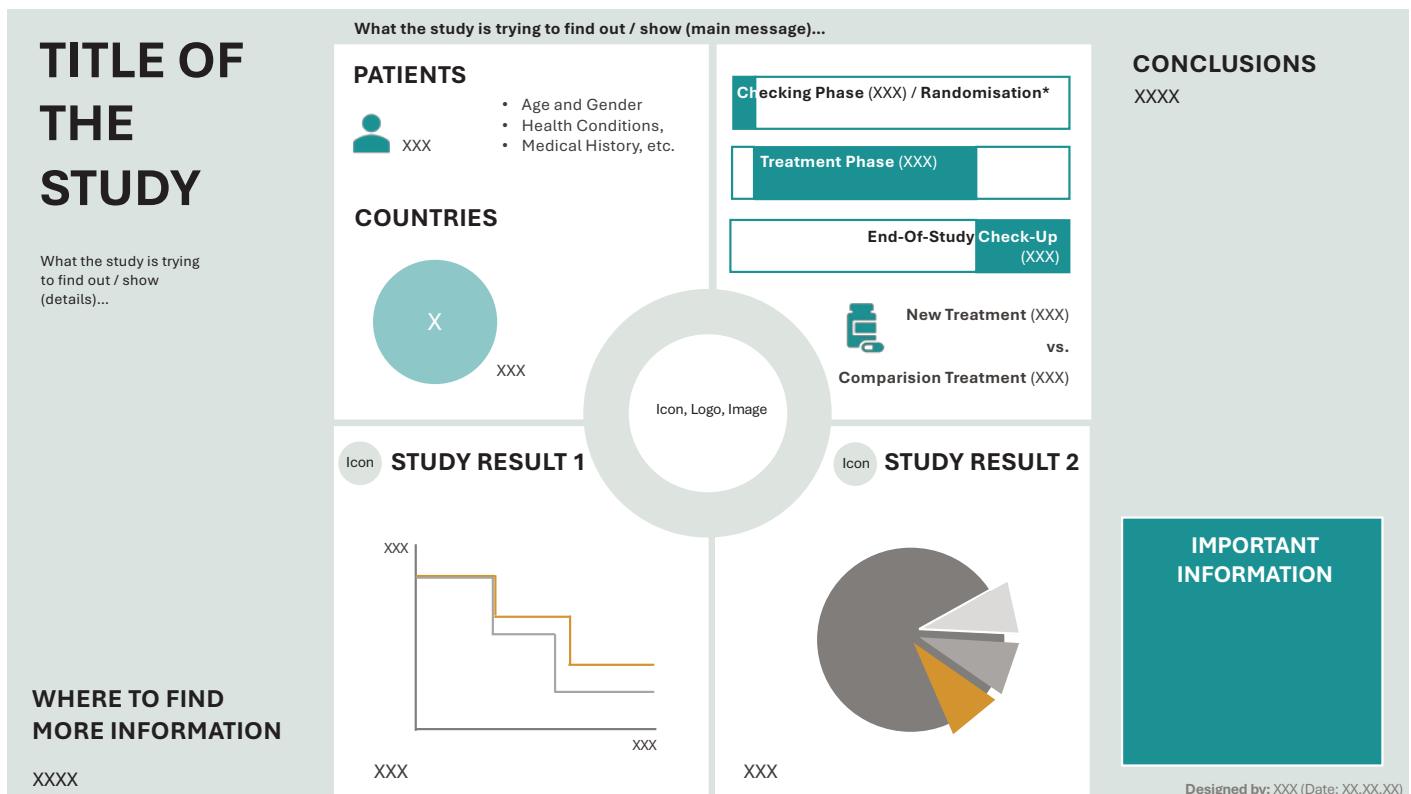 What the study is trying to find out / show (main message)...
TITLE OF
THE
STUDY
What the study is trying
to find out / show
(details)...
WHERE TO FIND
MORE INFORMATION
XXXX
PATIENTS
XXX
• Age and Gender
• Health Conditions,
• Medical History, etc.
COUNTRIES
X
XXX
Checking Phase (XXX) / Randomisation*
Treatment Phase (XXX)
End-Of-Study Check-Up
(XXX)
New Treatment (XXX)
vs.
Comparision Treatment (XXX)
Icon, Logo, Image
Icon
STUDY RESULT 1
XXX
XXX
XXX
Icon
STUDY RESULT 2
XXX
CONCLUSIONS
XXXX
IMPORTANT
INFORMATION
Designed by: XXX (Date: XX.XX.XX)